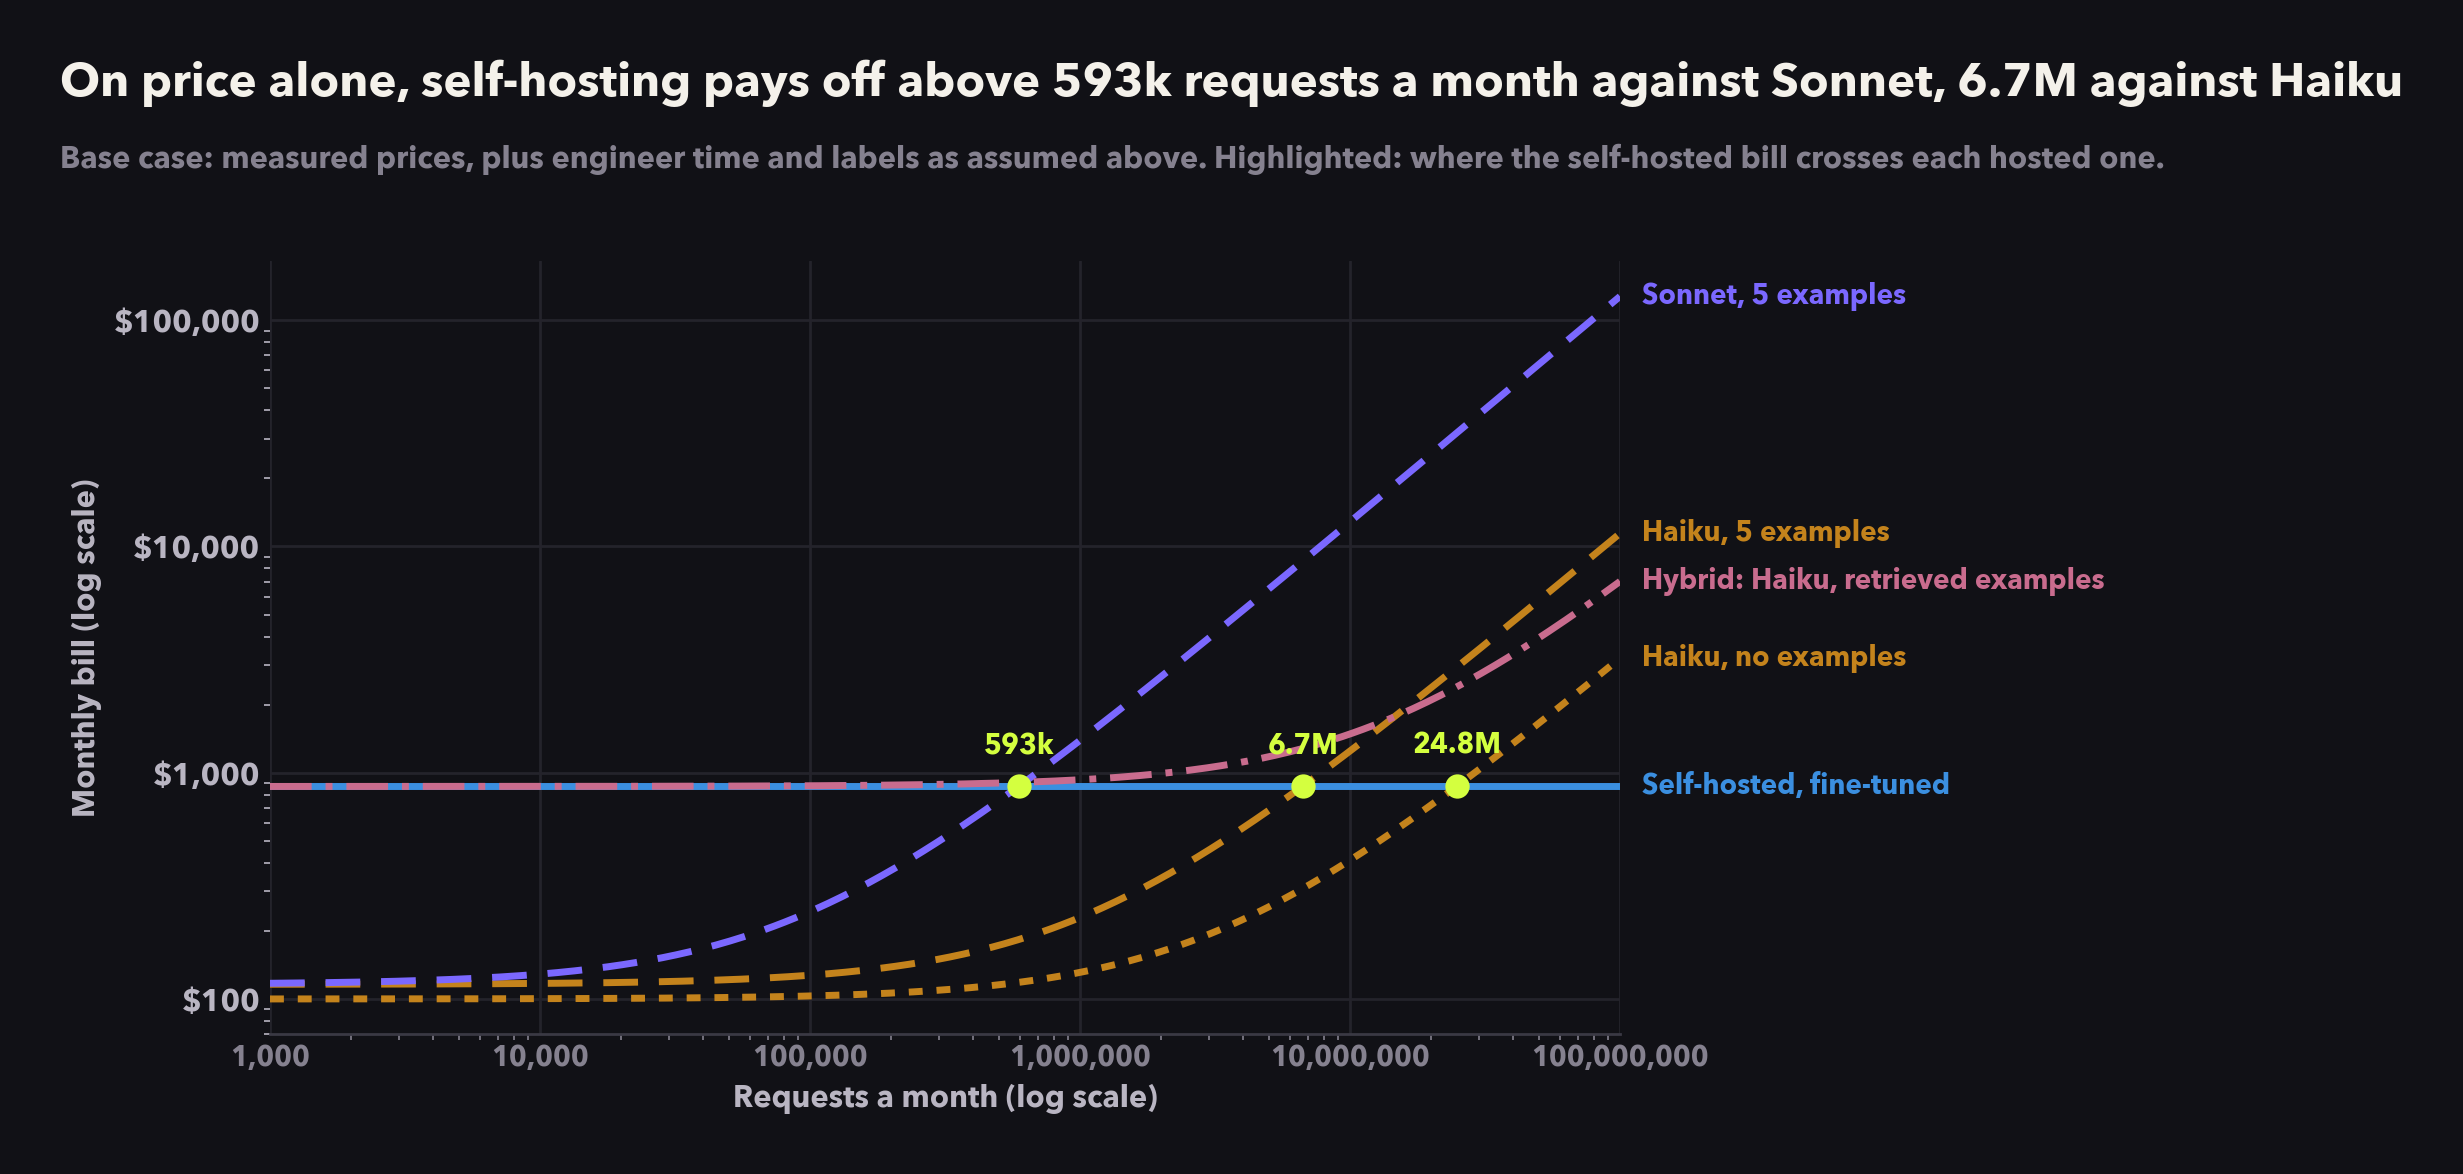 On price alone, self-hosting pays off above 593k requests a month against Sonnet, 6.7M against Haiku
Base case: measured prices, plus engineer time and labels as assumed above. Highlighted: where the self-hosted bill crosses each hosted one.
Monthly bill (log scale)
$100,000
$10,000
$1,000
$100
Sonnet, 5 examples
Haiku, 5 examples
Hybrid: Haiku, retrieved examples
Haiku, no examples
Self-hosted, fine-tuned
593k
6.7M
24.8M
1,000
10,000
100,000
1,000,000
10,000,000
100,000,000
Requests a month (log scale)